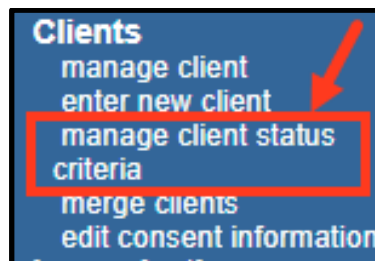 Clients
manage client
enter new client
manage client status
criteria
merge clients
edit consent information